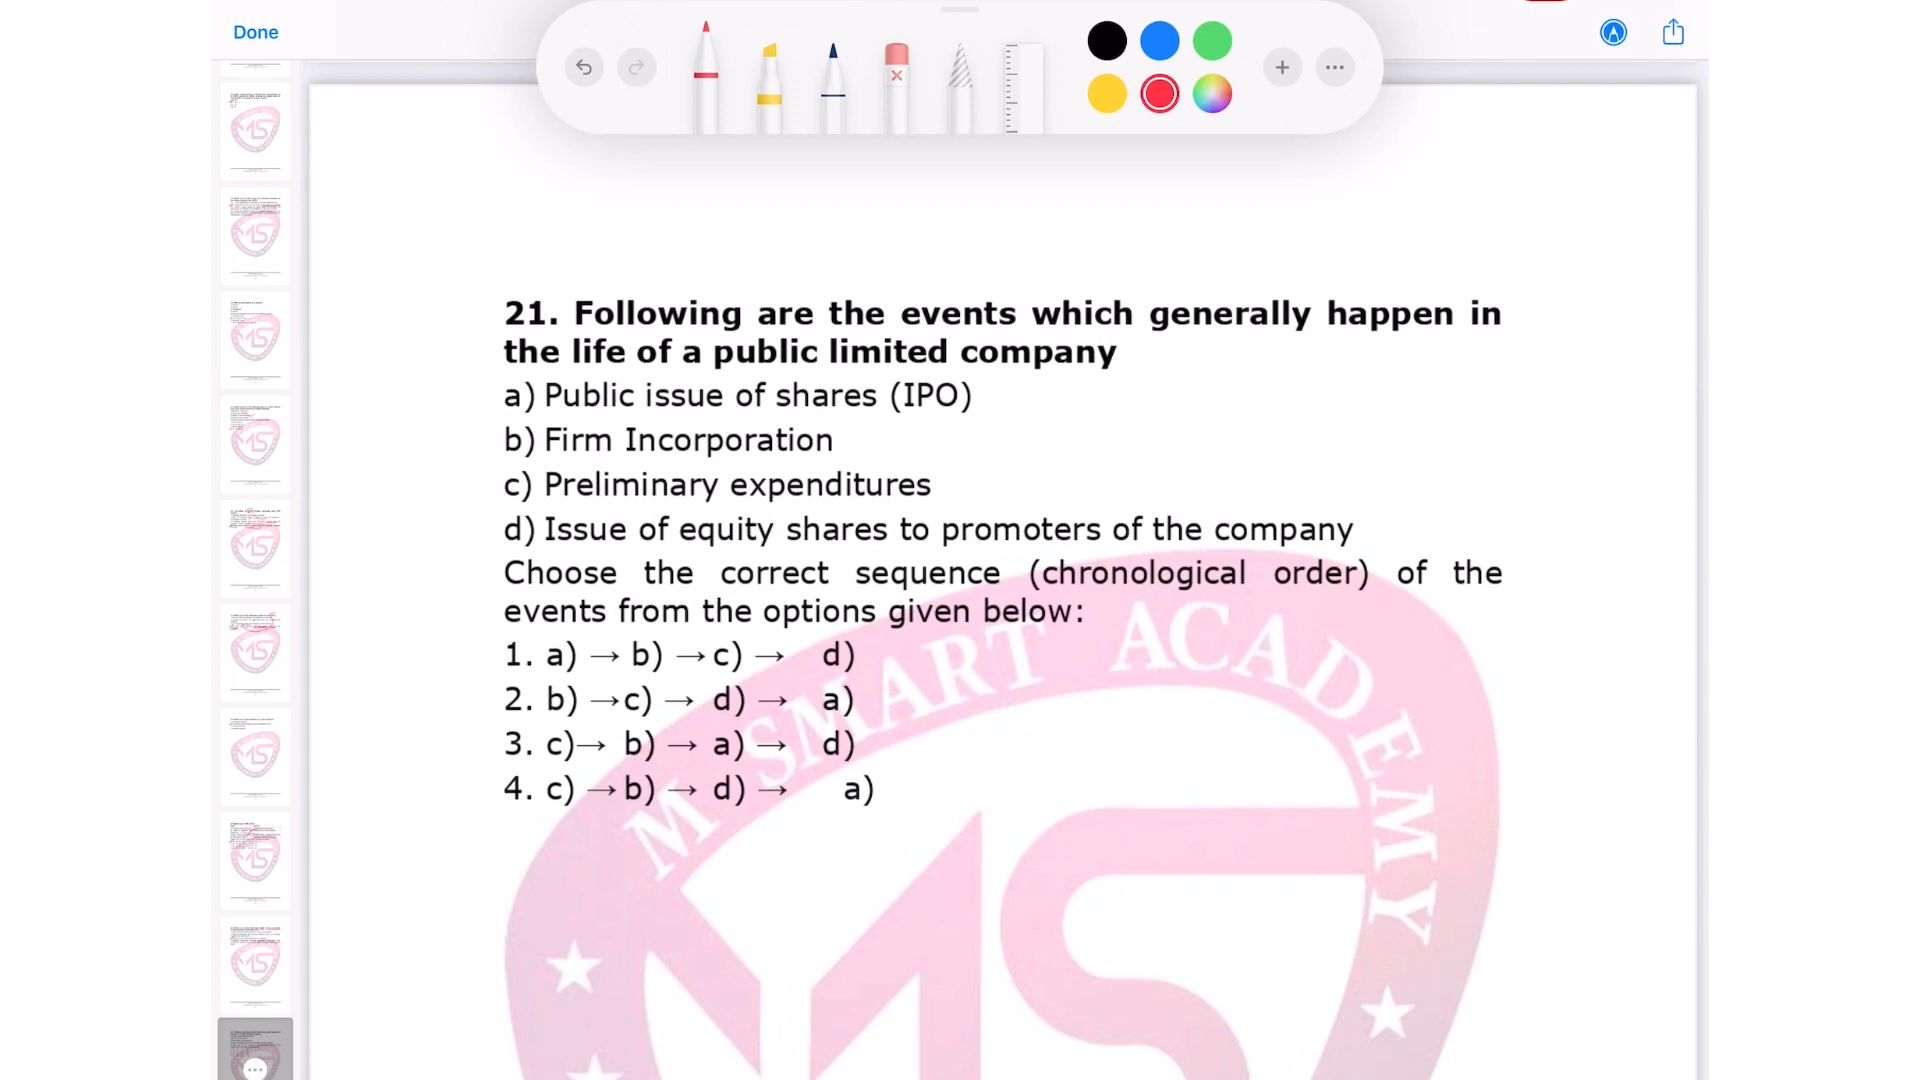 Done
21. Following are the events which generally happen in
the life of a public limited company
a) Public issue of shares (IPO)
b) Firm Incorporation
c) Preliminary expenditures
d) Issue of equity shares to promoters of the company
Choose the correct sequence (chronological order) of the
events from the options given below:
1. a) → b) →c) → d)
2. b) →c) → d) → a)
3. c)→ b) → a) → d)
4. c) →b) → d) → a)
M SMART ACADEMY
MS